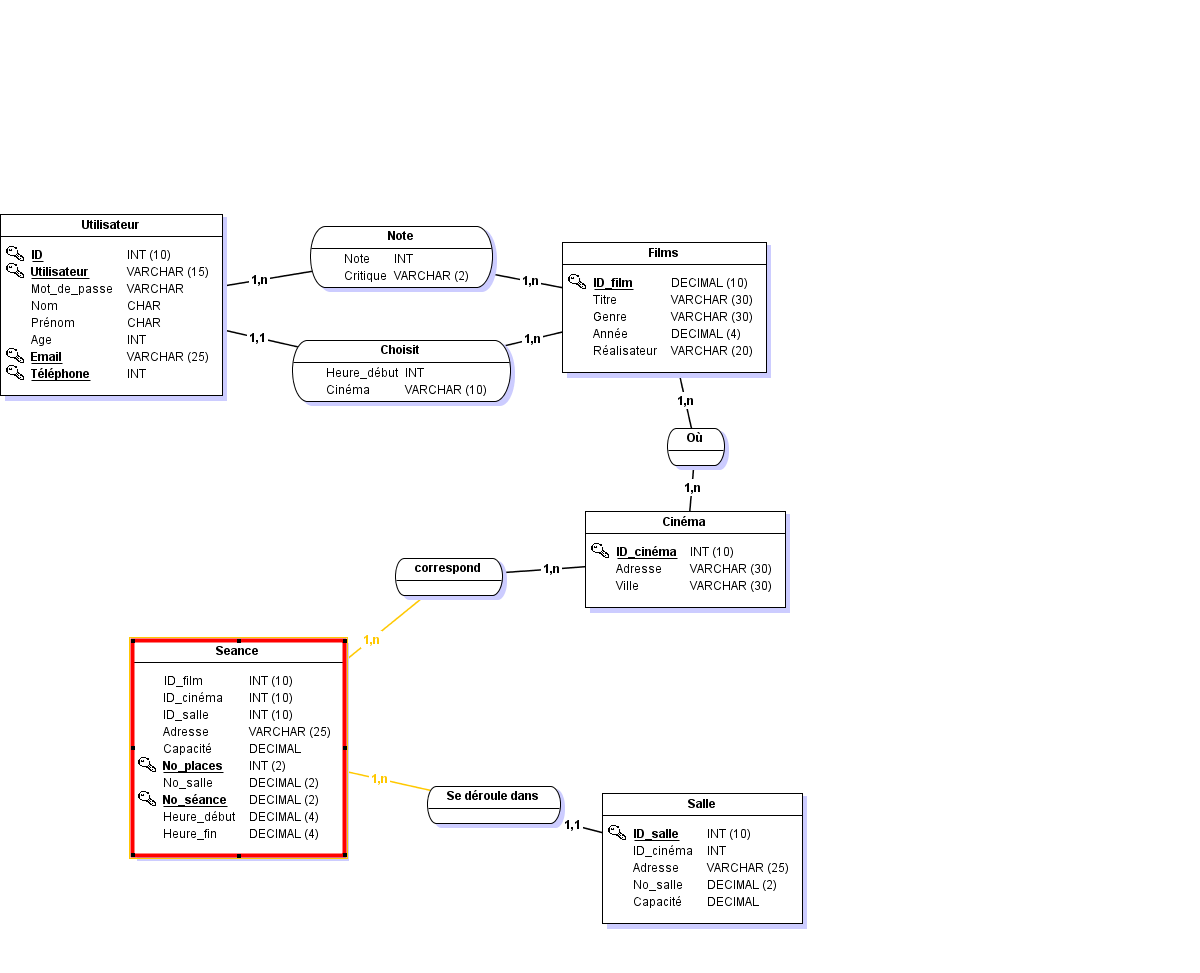 Utilisateur
ID INT (10)
Utilisateur VARCHAR (15)
Mot_de_passe VARCHAR
Nom CHAR
Prénom CHAR
Age INT
Email VARCHAR (25)
Téléphone INT
1,n
Note
Note INT
Critique VARCHAR (2)
1,n
1,1
Choisit
Heure_début INT
Cinéma VARCHAR (10)
1,n
Films
ID_film DECIMAL (10)
Titre VARCHAR (30)
Genre VARCHAR (30)
Année DECIMAL (4)
Réalisateur VARCHAR (20)
1,n
Où
1,n
Cinéma
ID_cinéma INT (10)
Adresse VARCHAR (30)
Ville VARCHAR (30)
1,n
correspond
1,n
Seance
ID_film INT (10)
ID_cinéma INT (10)
ID_salle INT (10)
Adresse VARCHAR (25)
Capacité DECIMAL
No_places INT (2)
No_salle DECIMAL (2)
No_séance DECIMAL (2)
Heure_début DECIMAL (4)
Heure_fin DECIMAL (4)
1,n
Se déroule dans
1,1
Salle
ID_salle INT (10)
ID_cinéma INT
Adresse VARCHAR (25)
No_salle DECIMAL (2)
Capacité DECIMAL